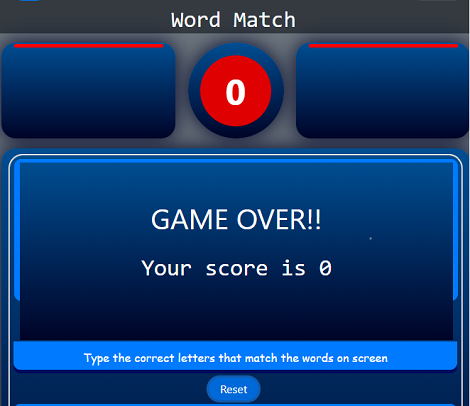 Word Match
0
GAME OVER!!
Your score is 0
Type the correct letters that match the words on screen
Reset